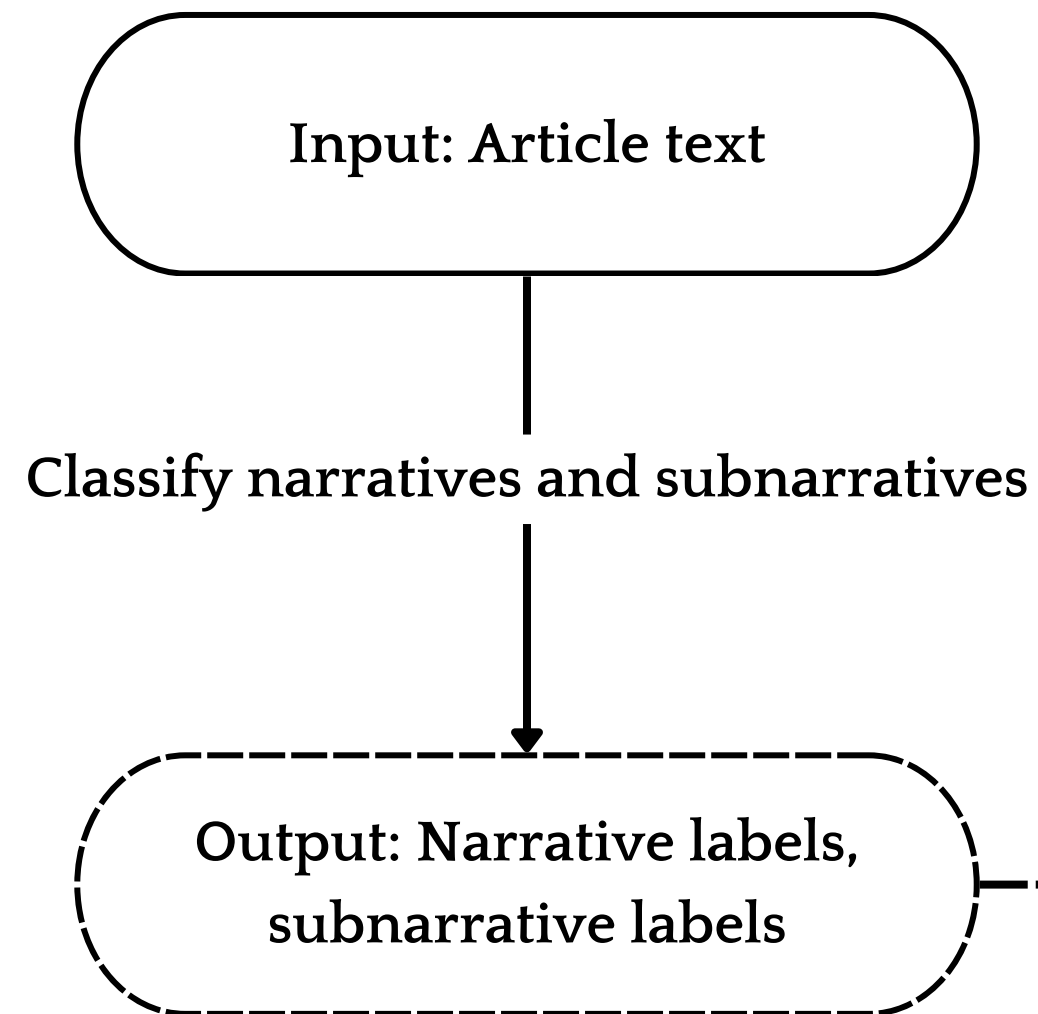 Input: Article text
Classify narratives and subnarratives
Output: Narrative labels,
subnarrative labels